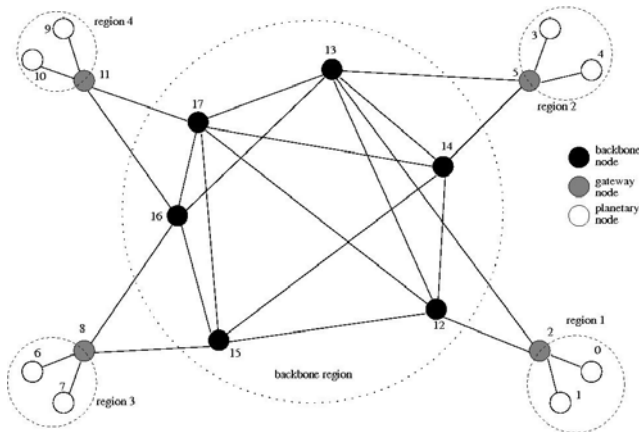 9
region 4
10
11
13
3
4
5
region 2
17
14
backbone
node
gateway
node
planetary
node
16
8
6
7
region 3
15
12
backbone region
region 1
2
0
1